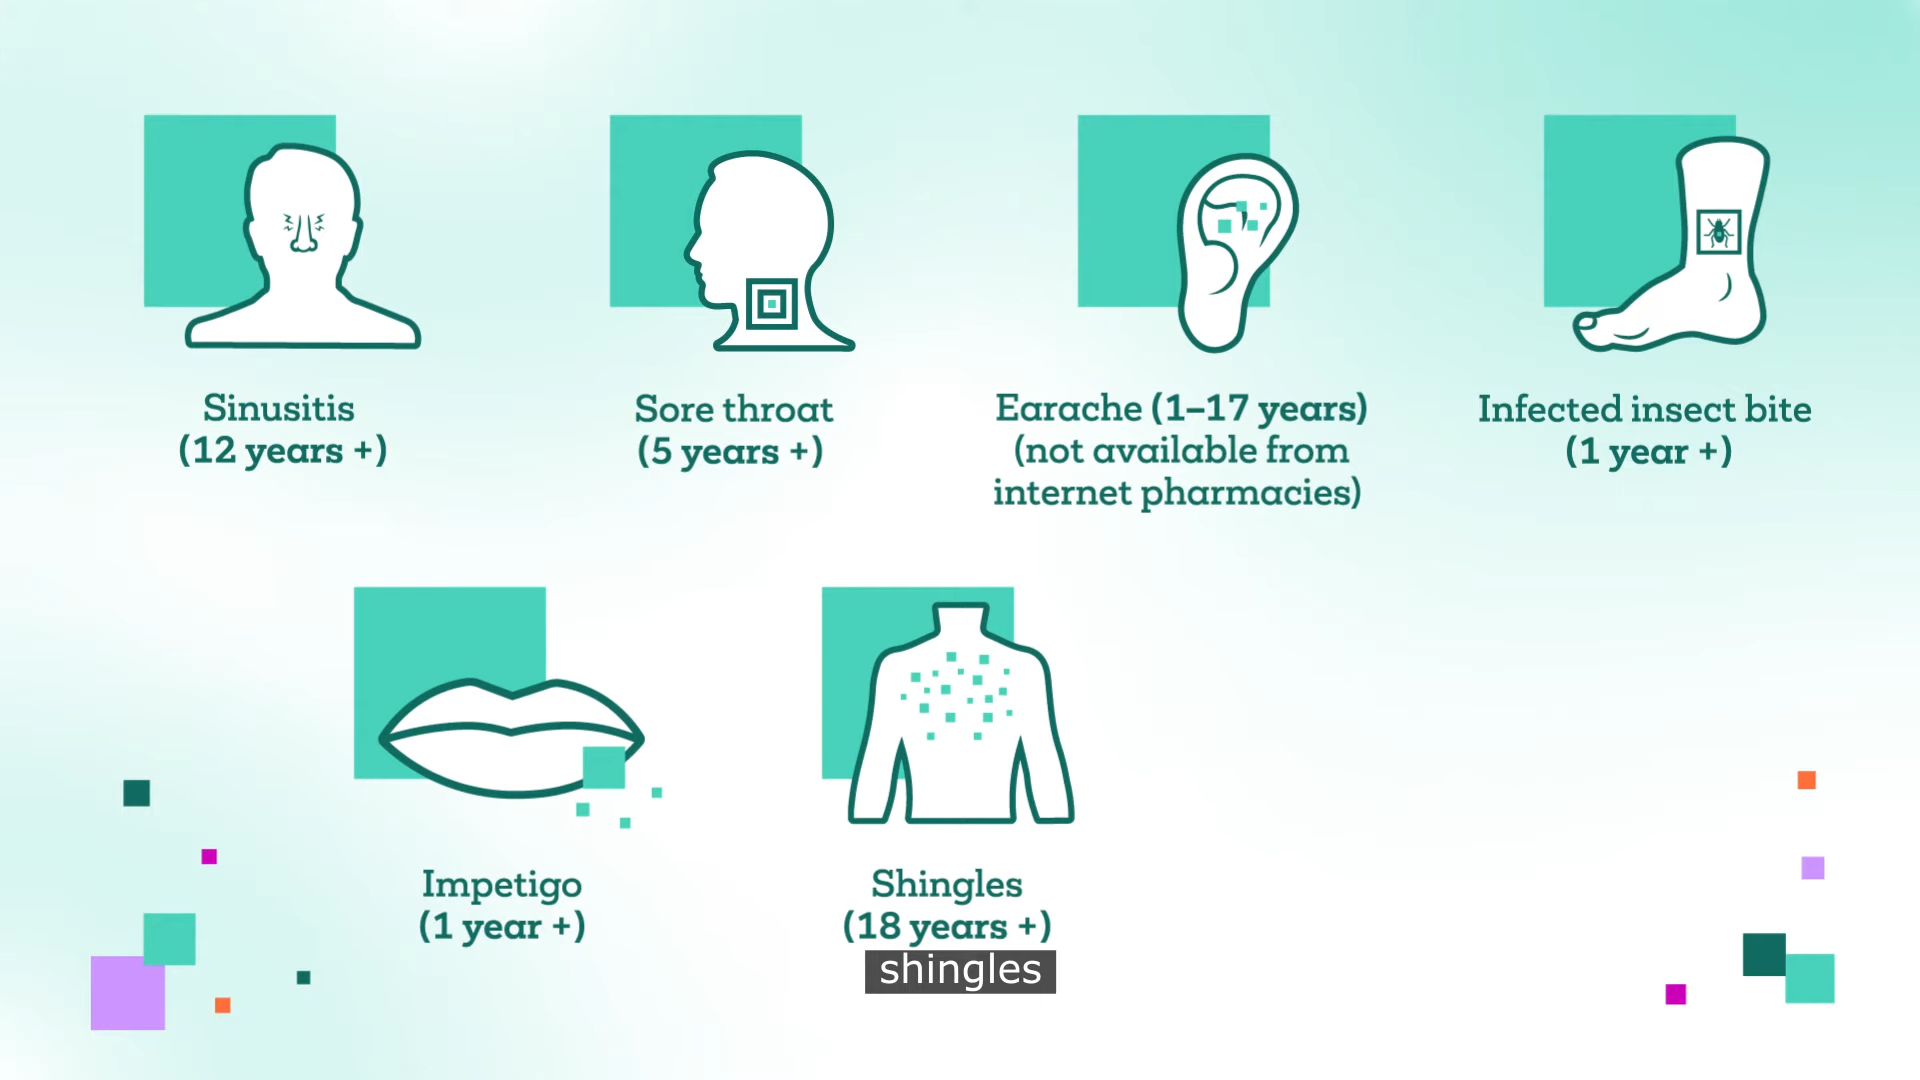 Sinusitis
(12 years +)
Sore throat
(5 years +)
Earache (1–17 years)
(not available from
internet pharmacies)
Infected insect bite
(1 year +)
Impetigo
(1 year +)
Shingles
(18 years +)
shingles